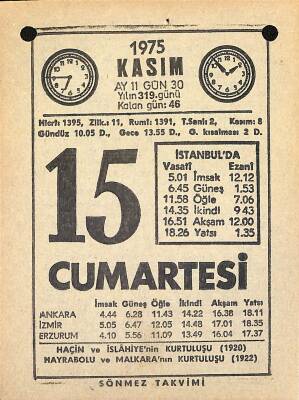 1975
KASIM
AY 11 GÜN 30
Yılın 319.günü
Kalan gün: 46
Hicri 1395, Zilk.: 11, Rumi: 1391, T.Sani: 2, Kasım: 8
Gündüz 10.05 D., Gece 13.55 D., G. kısalması 2 D.
15
İSTANBUL'DA
Vasatî Ezanî
5.01 İmsak 12.12
6.45 Güneş 1.53
11.58 Öğle 7.06
14.35 İkindi 9.43
16.51 Akşam 12.00
18.26 Yatsı 1.35
CUMARTESİ
İmsak Güneş Öğle İkindi Akşam Yatsı
ANKARA 4.44 6.28 11.43 14.22 16.38 18.11
İZMİR 5.05 6.47 12.05 14.48 17.01 18.35
ERZURUM 4.10 5.56 11.09 13.49 16.04 17.37
HAÇİN ve İSLÂHİYE'nin KURTULUŞU (1920)
HAYRABOLU ve MALKARA'nın KURTULUŞU (1922)
SÖNMEZ TAKVİMİ